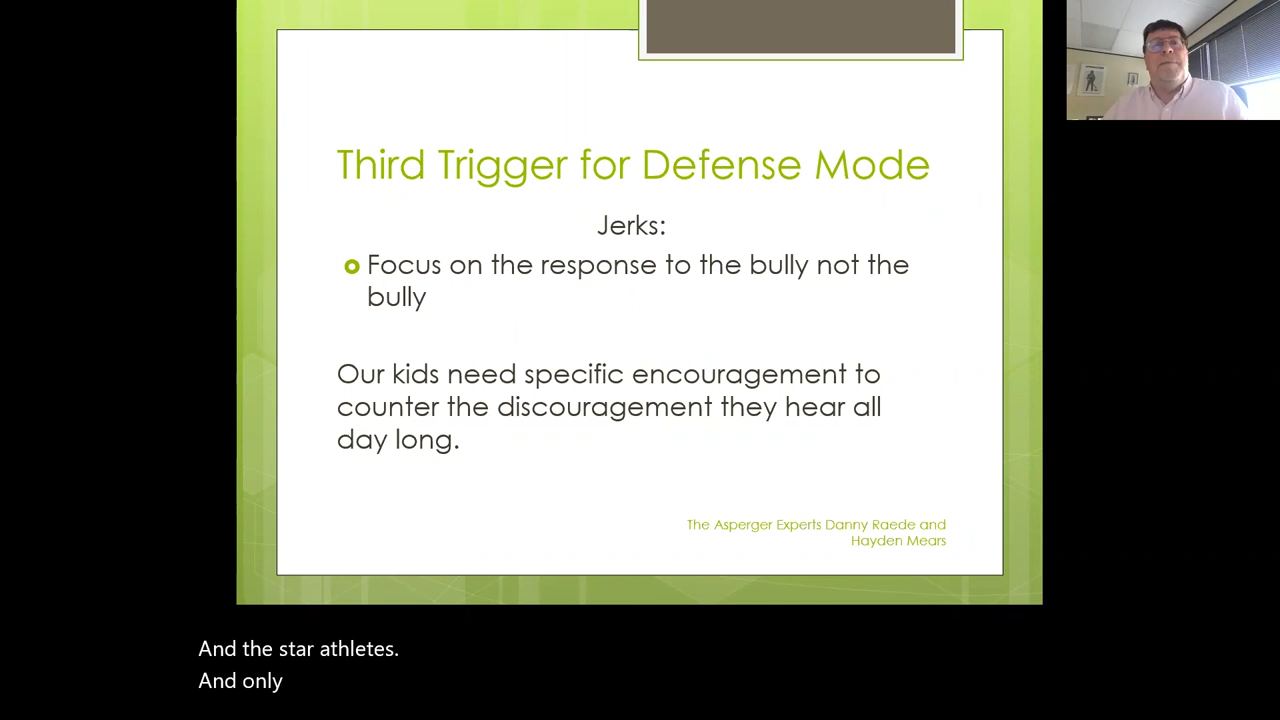 Third Trigger for Defense Mode
Jerks:
Focus on the response to the bully not the
bully
Our kids need specific encouragement to
counter the discouragement they hear all
day long.
The Asperger Experts Danny Raede and
Hayden Mears
And the star athletes.
And only